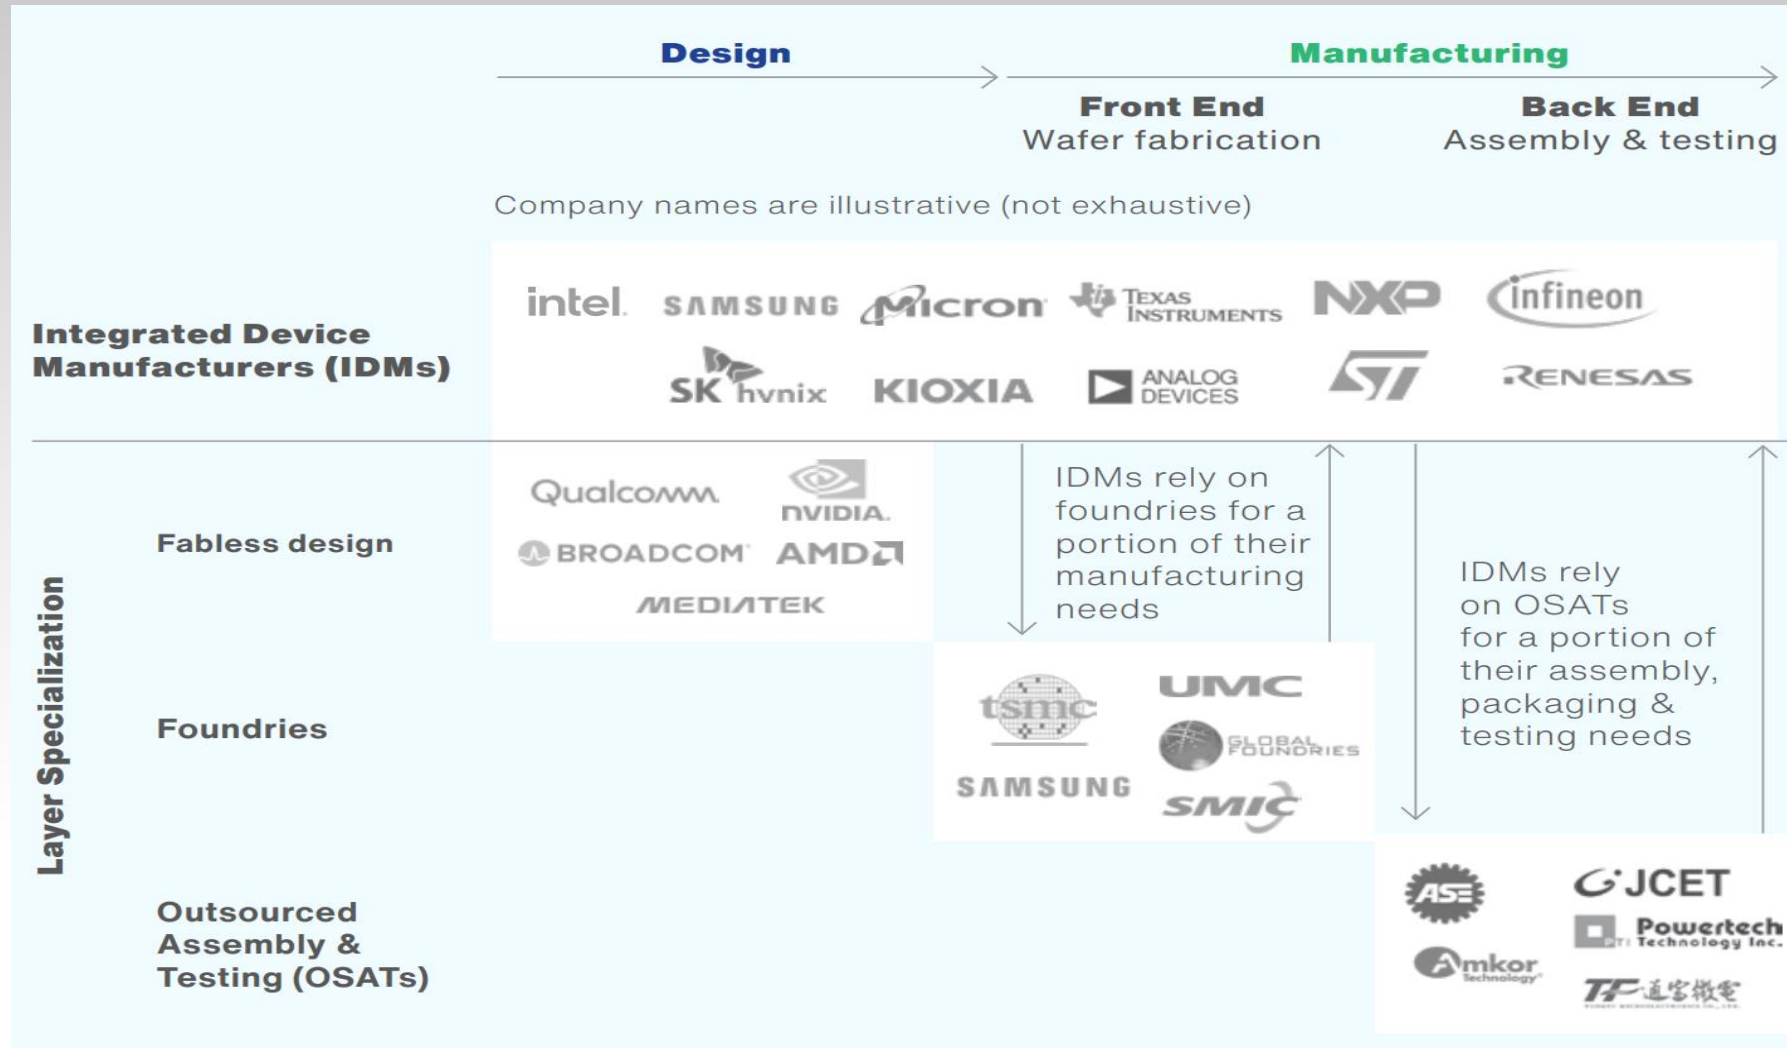 Design
Manufacturing
Front End
Wafer fabrication
Back End
Assembly & testing
Company names are illustrative (not exhaustive)
Integrated Device
Manufacturers (IDMs)
intel.
SAMSUNG
Micron
TEXAS
INSTRUMENTS
NXP
infineon
SK hynix
KIOXIA
ANALOG
DEVICES
ST
RENESAS
Layer Specialization
Fabless design
Qualcomm
NVIDIA.
BROADCOM
AMD
MEDIATEK
IDMs rely on
foundries for a
portion of their
manufacturing
needs
IDMs rely
on OSATs
for a portion of
their assembly,
packaging &
testing needs
Foundries
tsmc
UMC
GLOBAL
FOUNDRIES
SAMSUNG
SMIC
Outsourced
Assembly &
Testing (OSATs)
ASE
JCET
PTI Powertech
Technology Inc.
Amkor
Technology
TF 通富微電